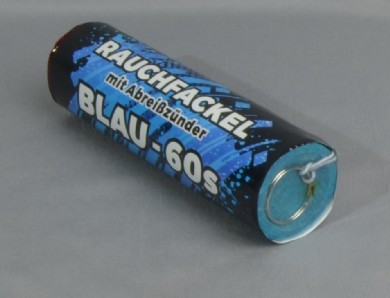 RAUCHFACKEL
mit Abreißzünder
BLAU - 60s